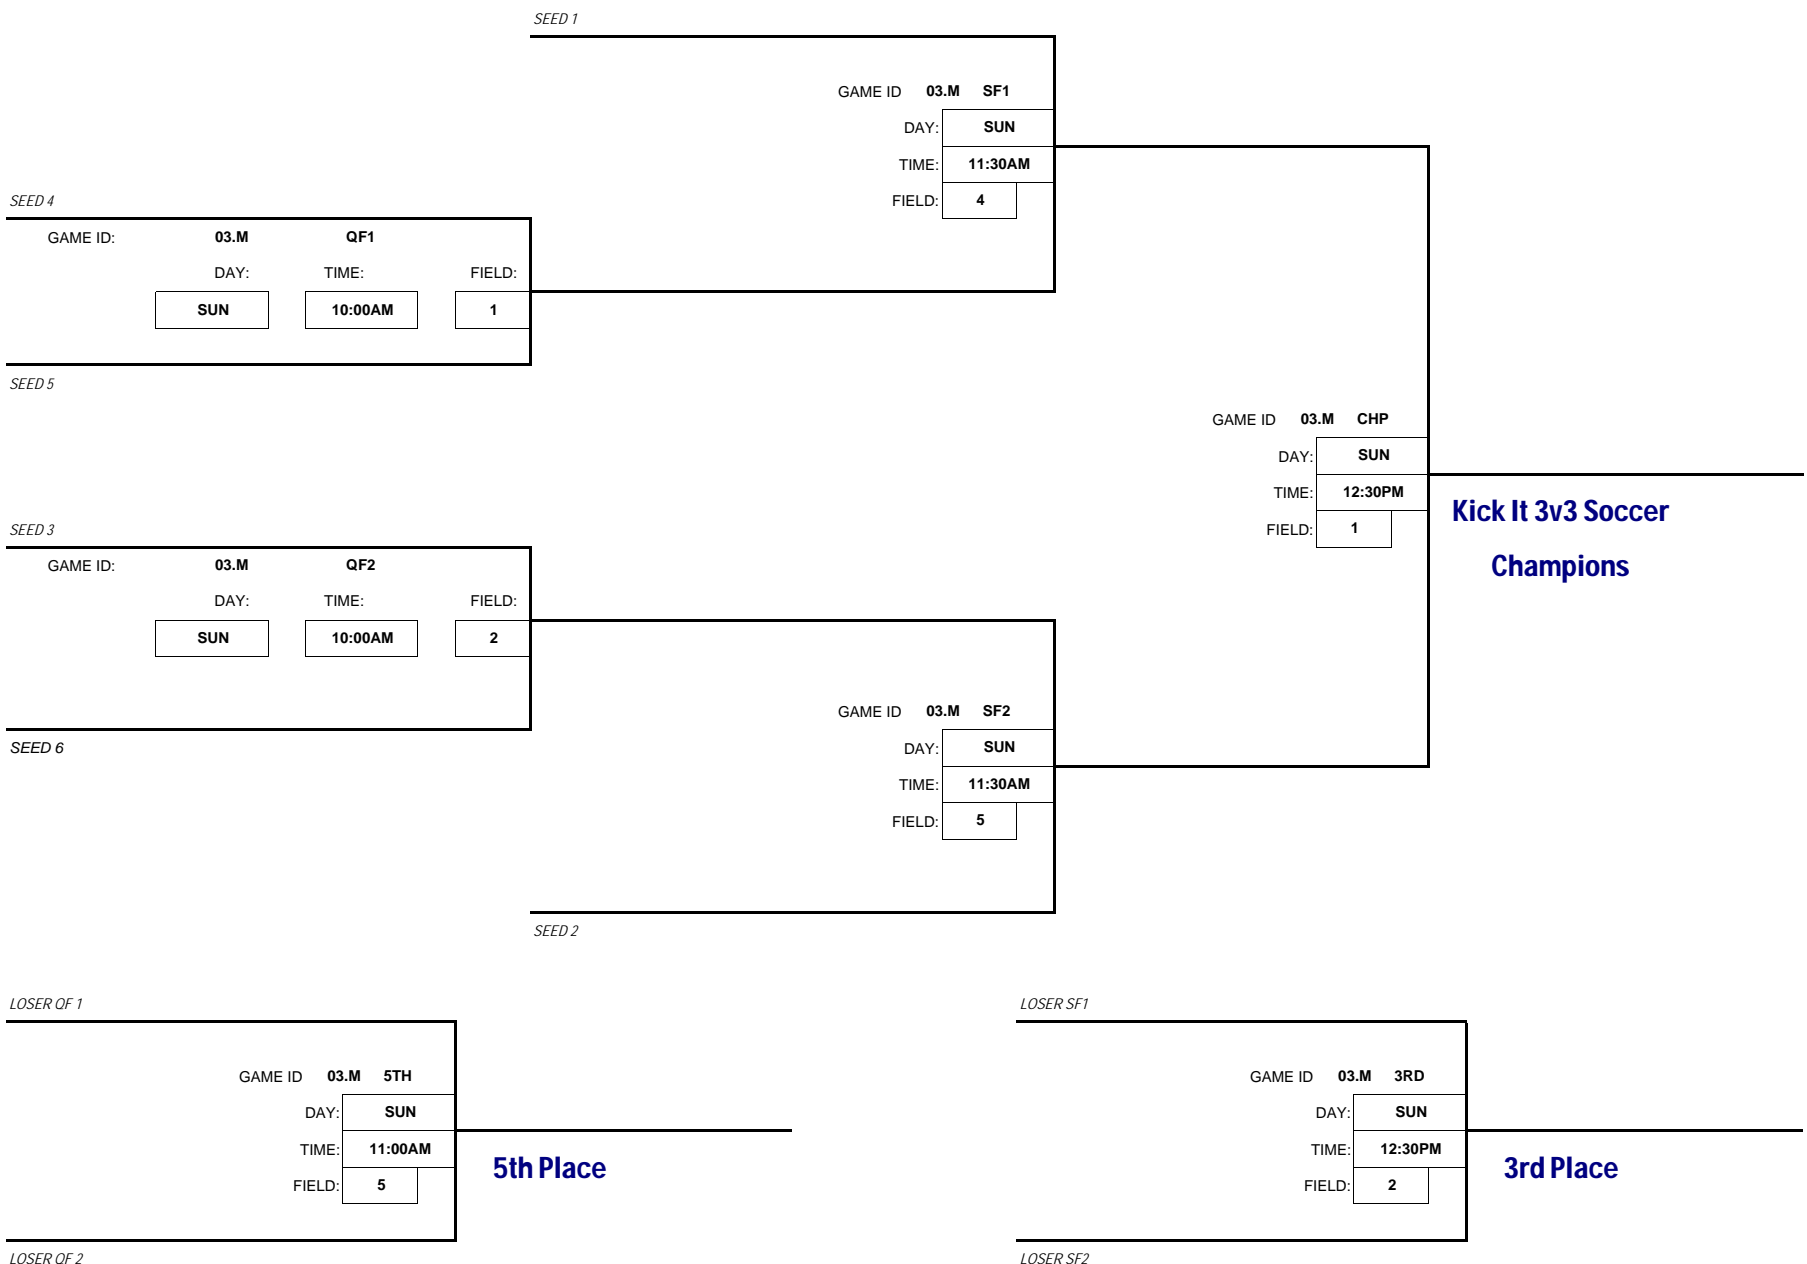 SEED 1
GAME ID 03.M SF1
DAY: SUN
TIME: 11:30AM
FIELD: 4
SEED 4
GAME ID: 03.M QF1
DAY: TIME: FIELD:
SUN 10:00AM 1
SEED 5
GAME ID 03.M CHP
DAY: SUN
TIME: 12:30PM
FIELD: 1
Kick It 3v3 Soccer
Champions
SEED 3
GAME ID: 03.M QF2
DAY: TIME: FIELD:
SUN 10:00AM 2
SEED 6
GAME ID 03.M SF2
DAY: SUN
TIME: 11:30AM
FIELD: 5
SEED 2
LOSER QF 1
GAME ID 03.M 5TH
DAY: SUN
TIME: 11:00AM
FIELD: 5
5th Place
LOSER QF 2
LOSER SF1
GAME ID 03.M 3RD
DAY: SUN
TIME: 12:30PM
FIELD: 2
3rd Place
LOSER SF2